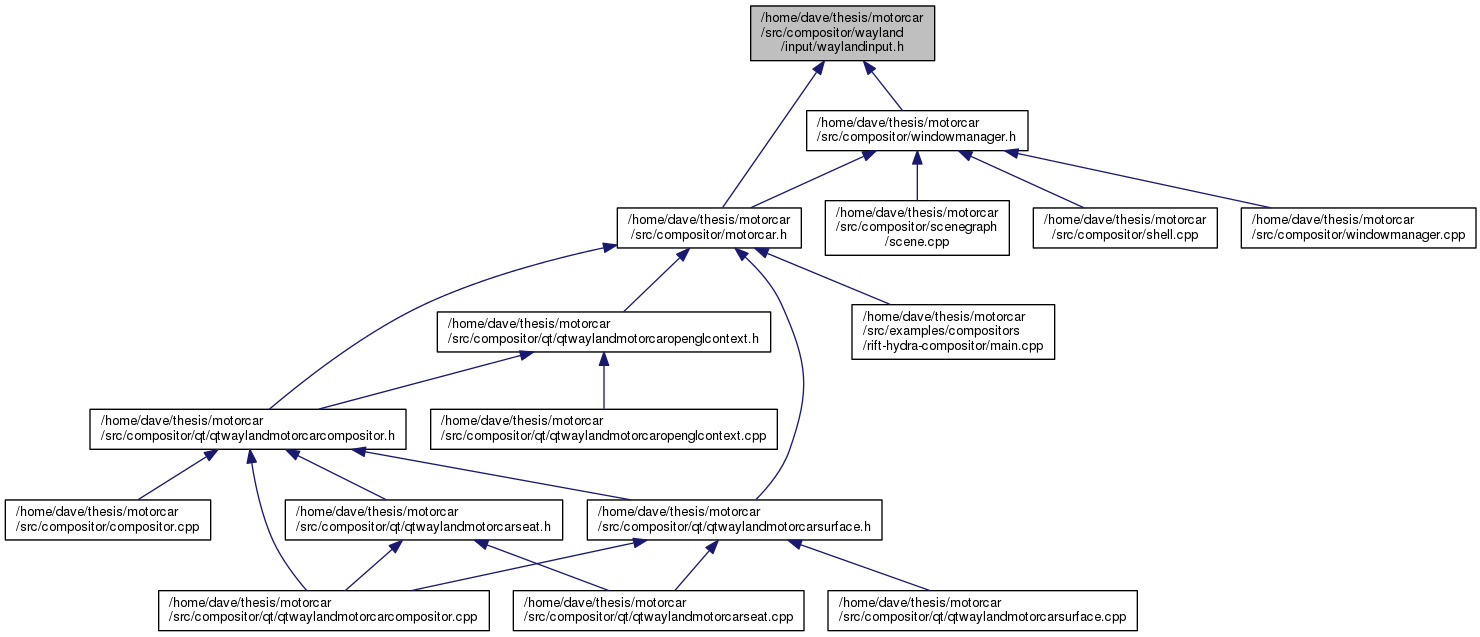 /home/dave/thesis/motorcar
/src/compositor/wayland
/input/waylandinput.h
/home/dave/thesis/motorcar
/src/compositor/windowmanager.h
/home/dave/thesis/motorcar
/src/compositor/motorcar.h
/home/dave/thesis/motorcar
/src/compositor/scenegraph
/scene.cpp
/home/dave/thesis/motorcar
/src/compositor/shell.cpp
/home/dave/thesis/motorcar
/src/compositor/windowmanager.cpp
/home/dave/thesis/motorcar
/src/compositor/qt/qtwaylandmotorcaropenglcontext.h
/home/dave/thesis/motorcar
/src/examples/compositors
/rift-hydra-compositor/main.cpp
/home/dave/thesis/motorcar
/src/compositor/qt/qtwaylandmotorcarcompositor.h
/home/dave/thesis/motorcar
/src/compositor/qt/qtwaylandmotorcaropenglcontext.cpp
/home/dave/thesis/motorcar
/src/compositor/compositor.cpp
/home/dave/thesis/motorcar
/src/compositor/qt/qtwaylandmotorcarseat.h
/home/dave/thesis/motorcar
/src/compositor/qt/qtwaylandmotorcarsurface.h
/home/dave/thesis/motorcar
/src/compositor/qt/qtwaylandmotorcarcompositor.cpp
/home/dave/thesis/motorcar
/src/compositor/qt/qtwaylandmotorcarseat.cpp
/home/dave/thesis/motorcar
/src/compositor/qt/qtwaylandmotorcarsurface.cpp